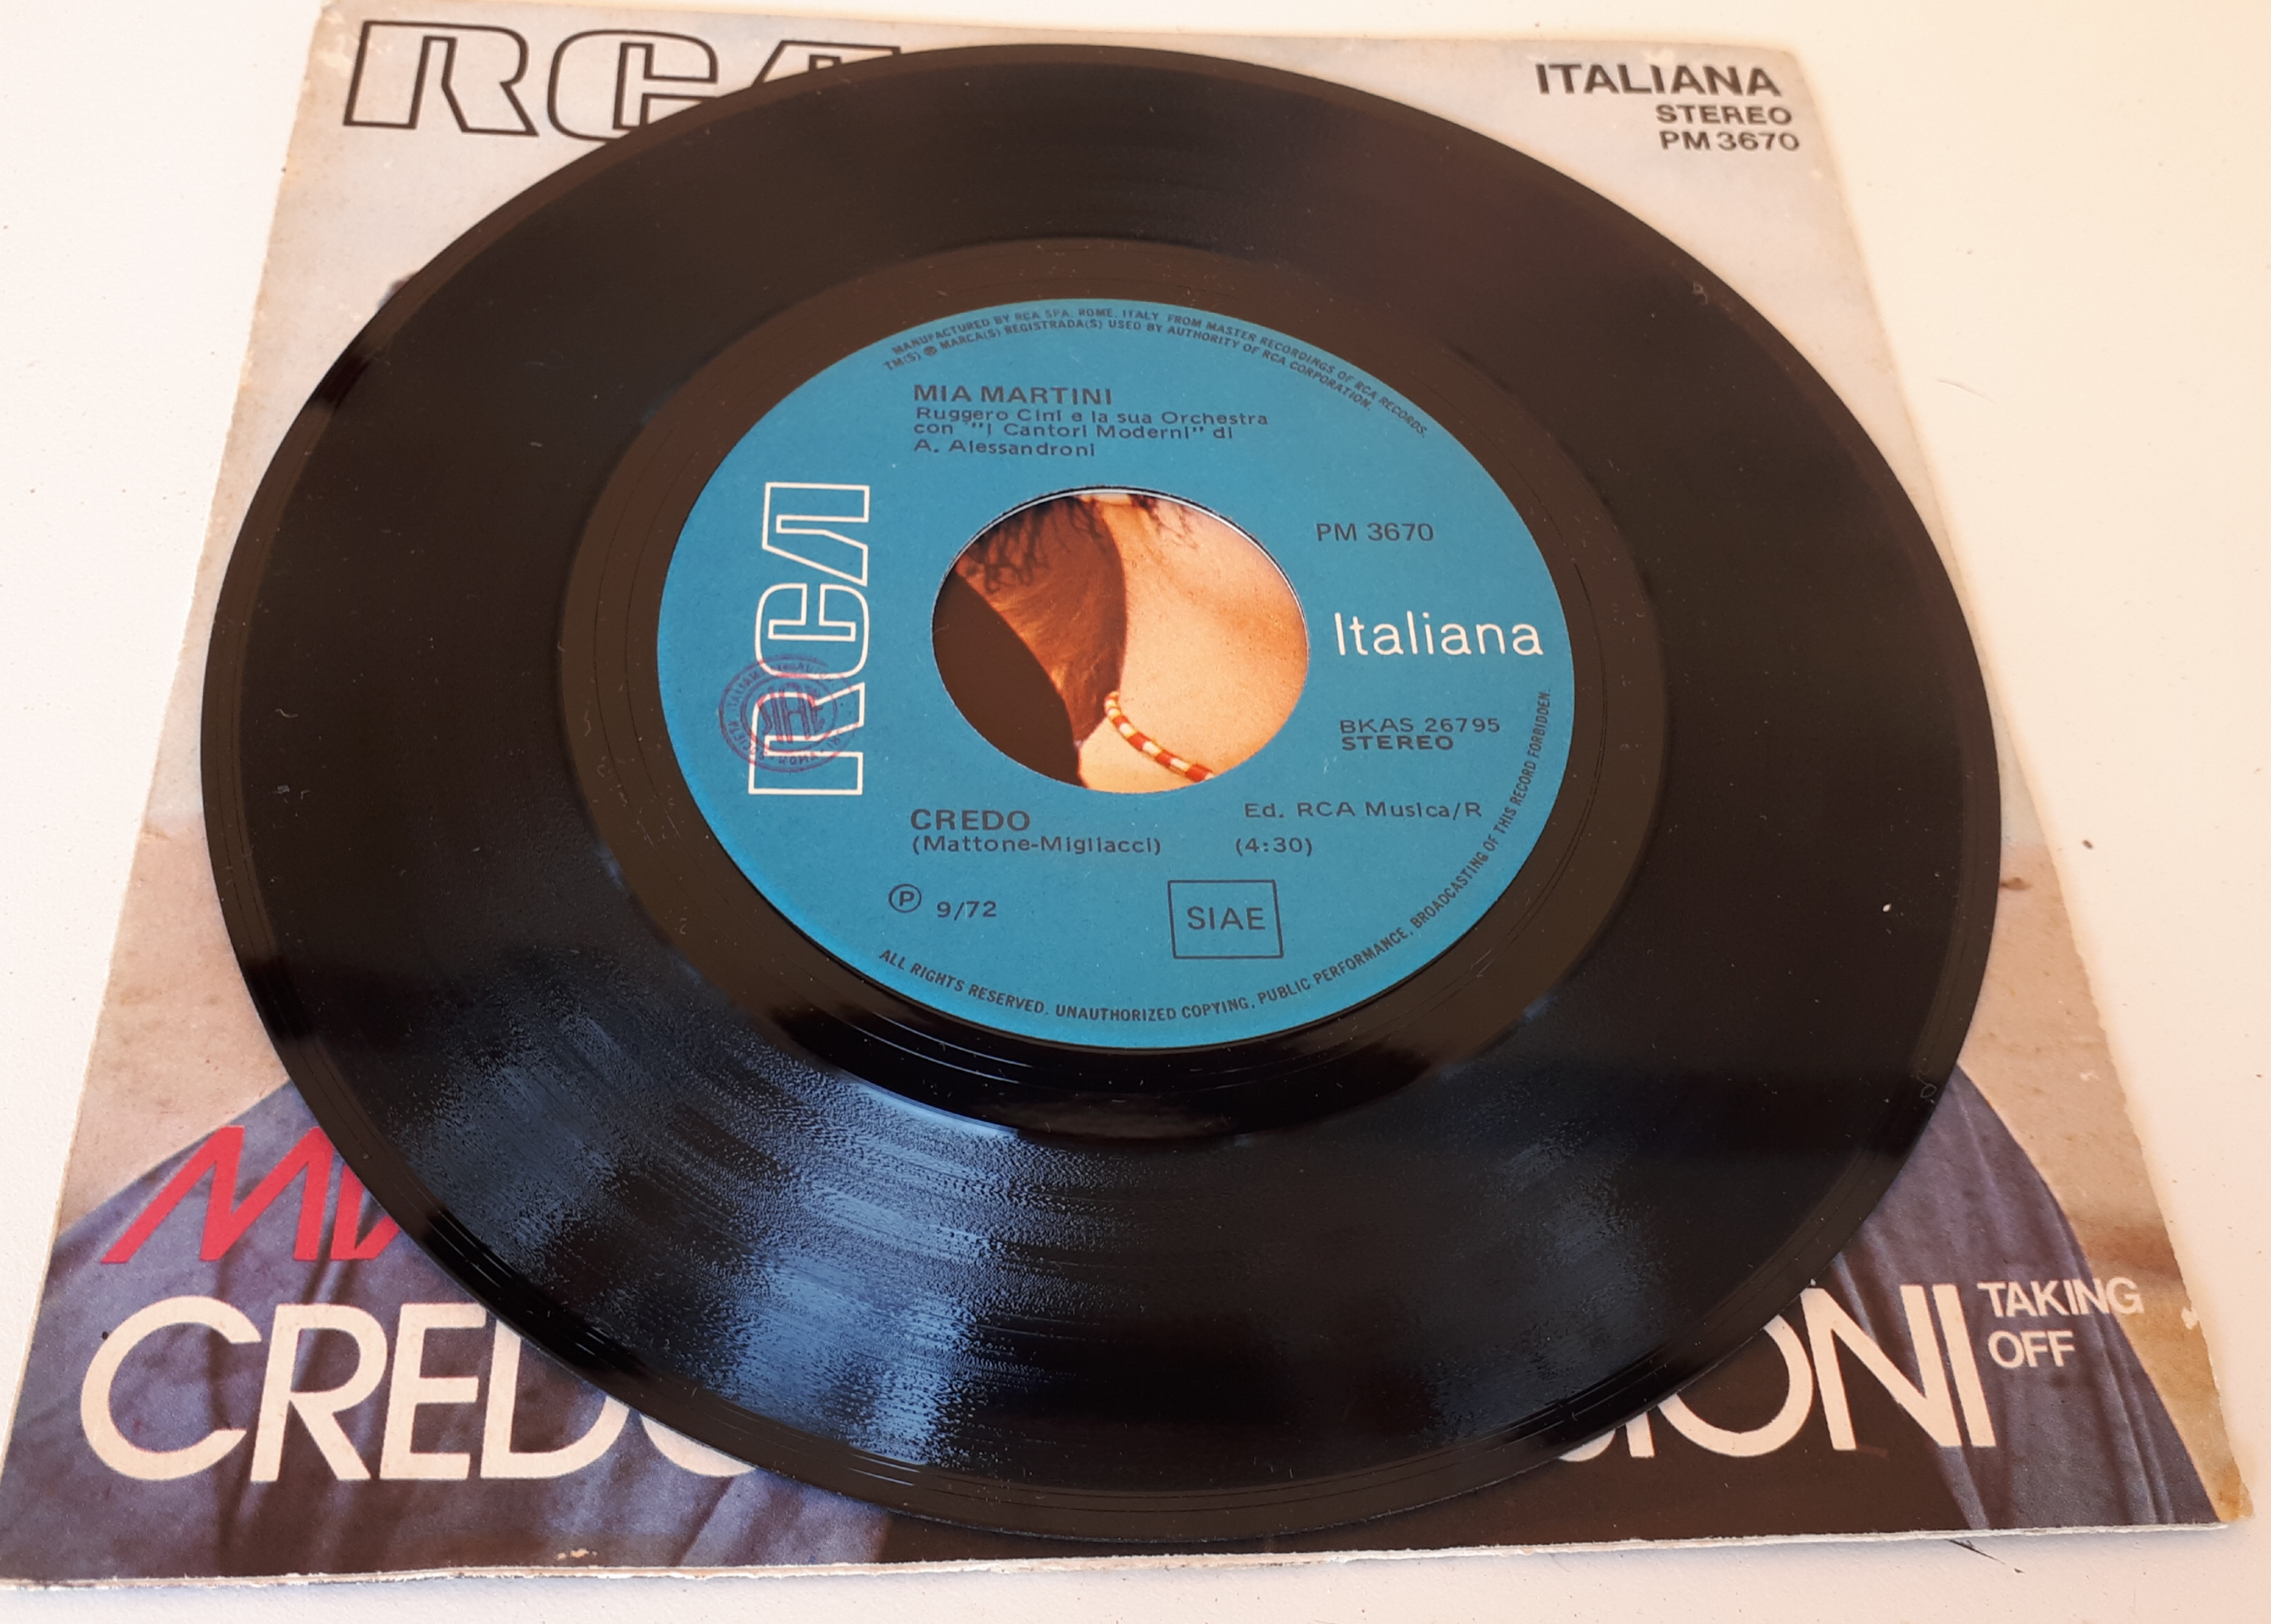 RCA
ITALIANA
STEREO
PM 3670
MANUFACTURED BY RCA SPA, ROME, ITALY FROM MASTER RECORDINGS OF RCA RECORDS.
TM(S) ® MARCA(S) REGISTRADA(S) USED BY AUTHORITY OF RCA CORPORATION.
MIA MARTINI
Ruggero Cini e la sua Orchestra
con "I Cantori Moderni" di
A. Alessandroni
PM 3670
RCA
Italiana
SIAE
BKAS 26795
STEREO
CREDO
Ed. RCA Musica/R
(Mattone-Migliacci)
(4:30)
Ⓟ 9/72
SIAE
ALL RIGHTS RESERVED. UNAUTHORIZED COPYING, PUBLIC PERFORMANCE, BROADCASTING OF THIS RECORD FORBIDDEN.
MIA
CREDO
IONI
TAKING
OFF